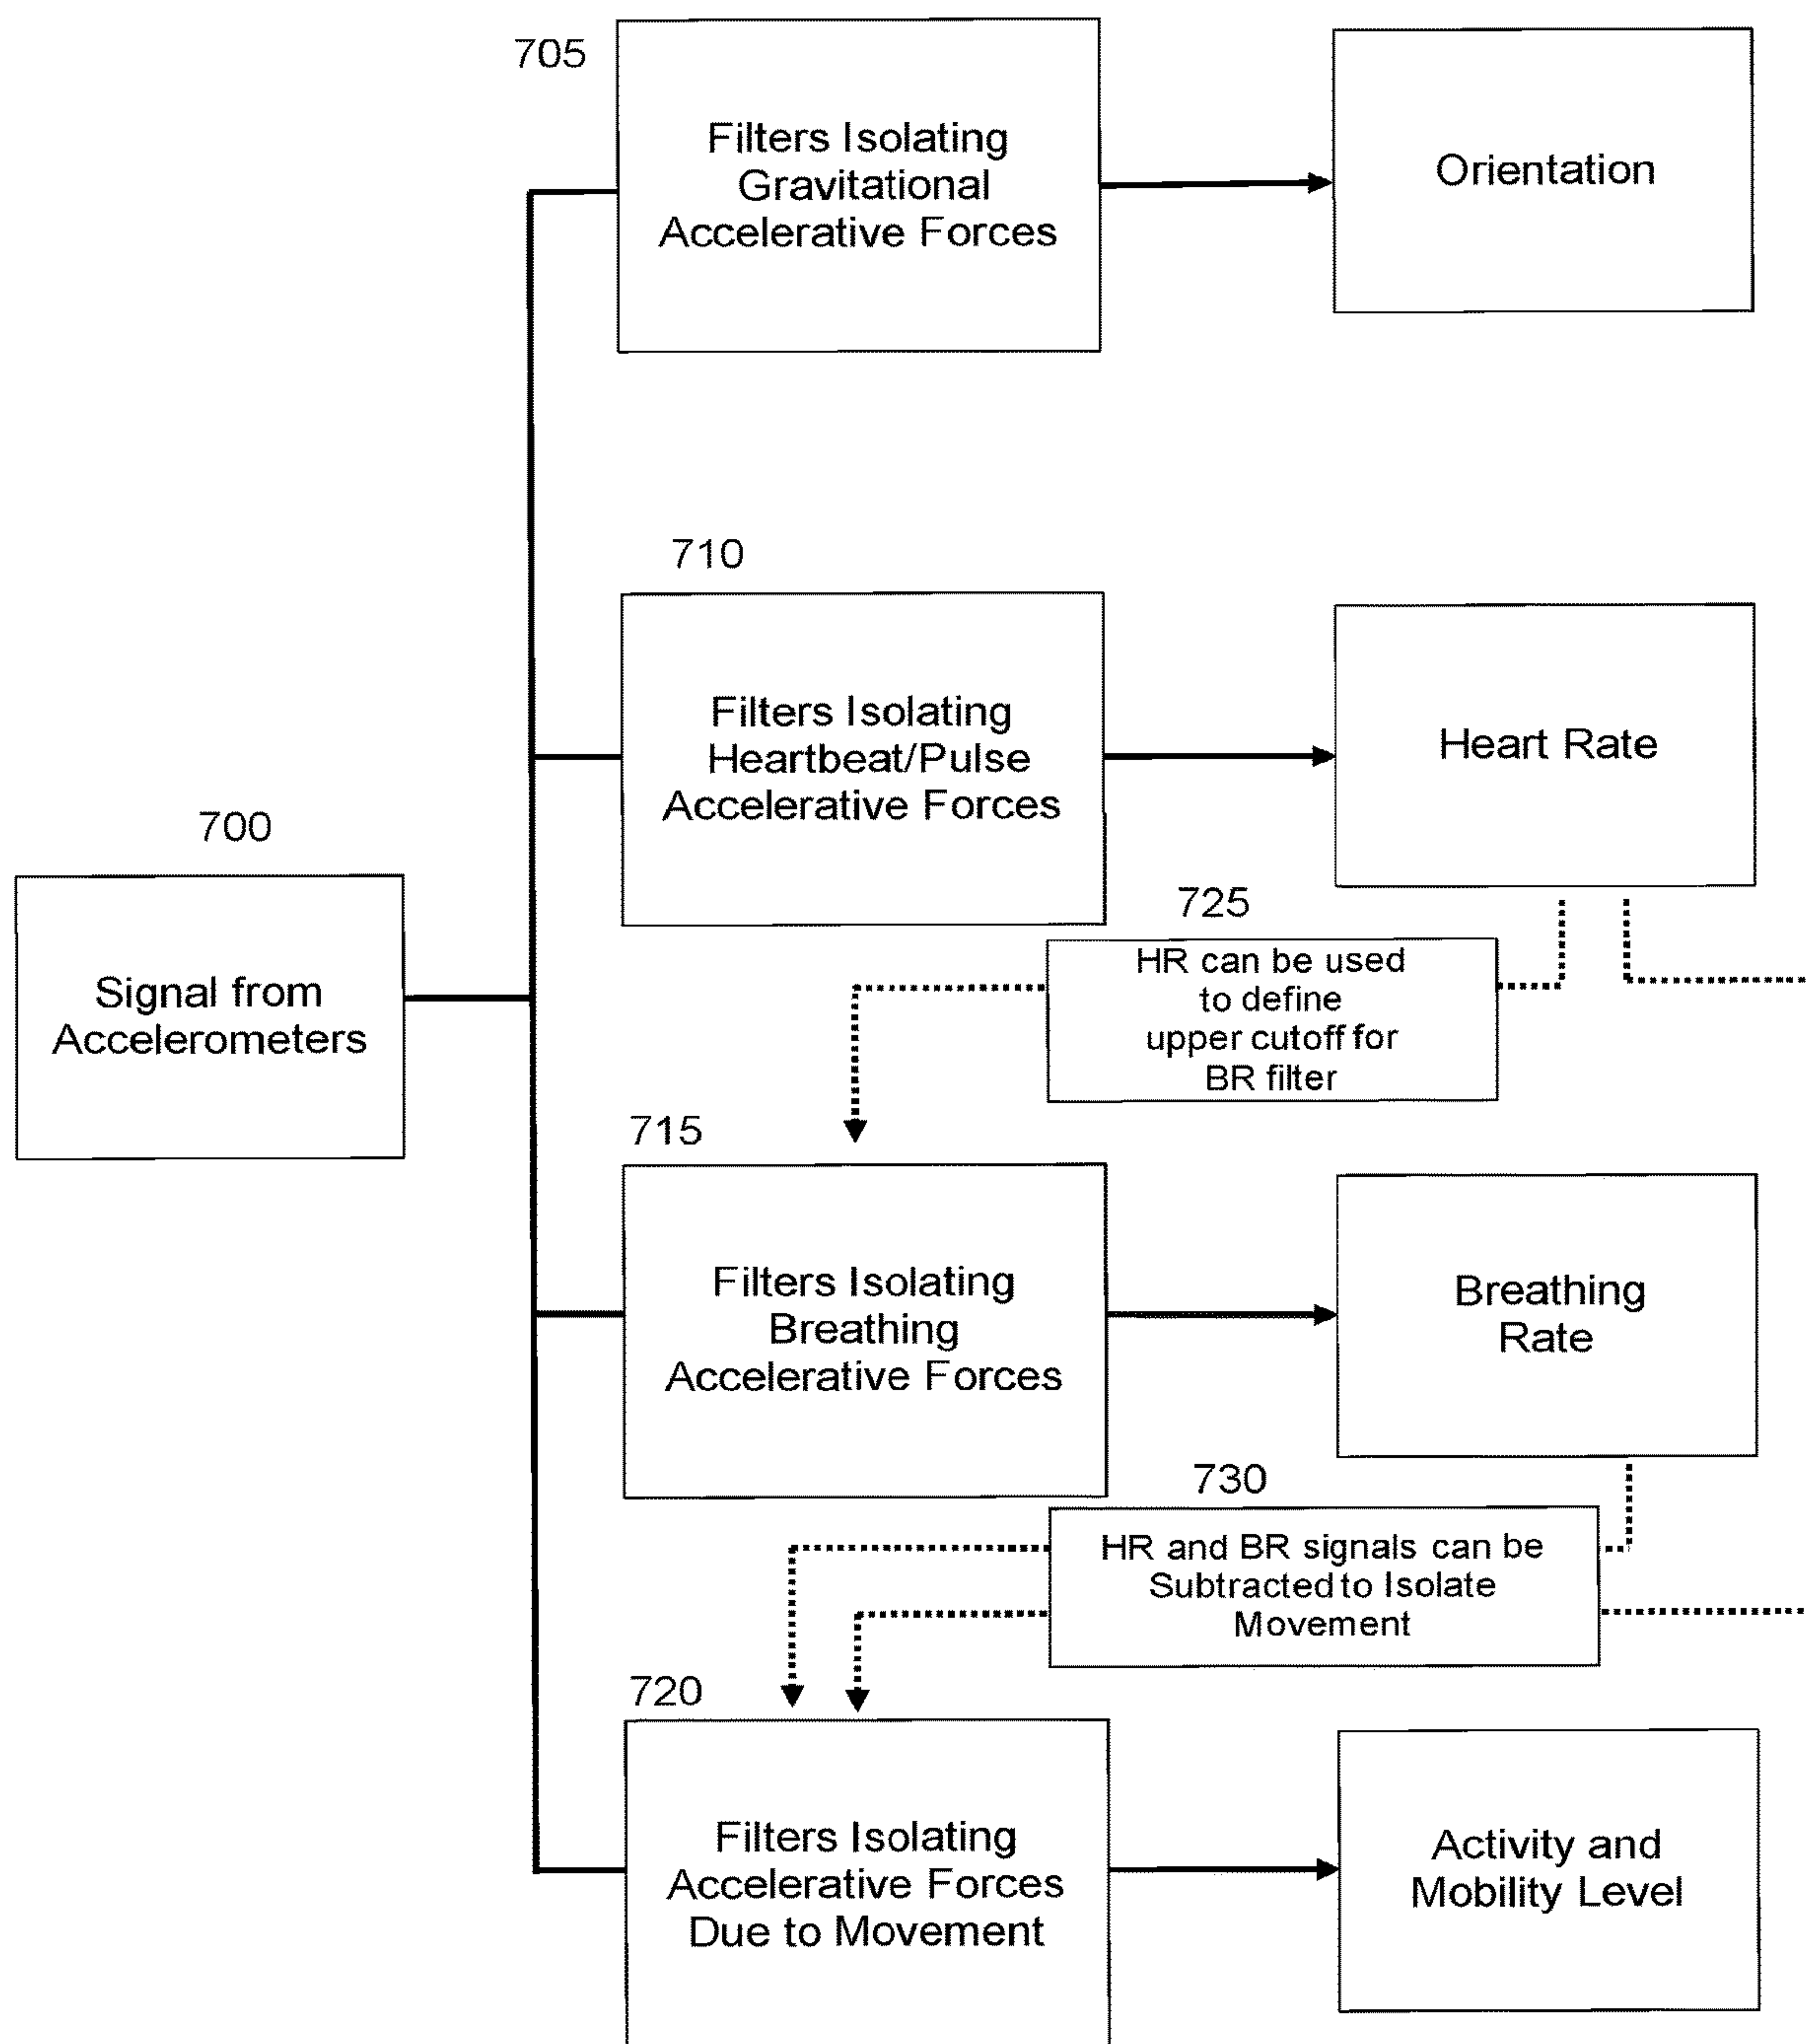 705
Filters Isolating
Gravitational
Accelerative Forces
Orientation
710
Filters Isolating
Heartbeat/Pulse
Accelerative Forces
Heart Rate
700
Signal from
Accelerometers
725
HR can be used
to define
upper cutoff for
BR filter
715
Filters Isolating
Breathing
Accelerative Forces
Breathing
Rate
730
HR and BR signals can be
Subtracted to Isolate
Movement
720
Filters Isolating
Accelerative Forces
Due to Movement
Activity and
Mobility Level